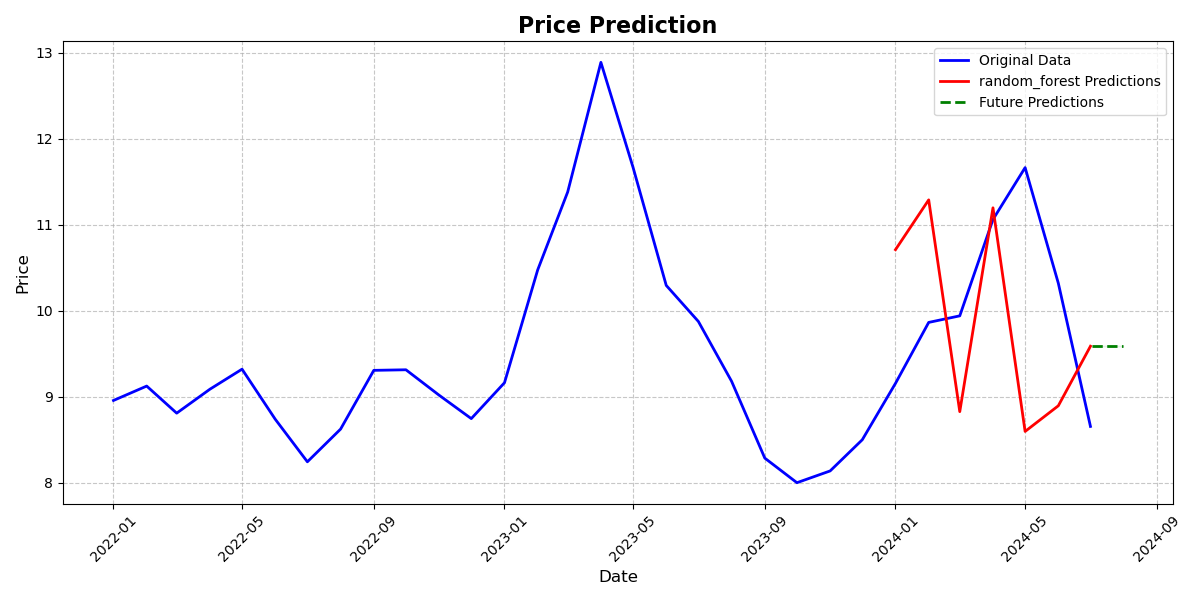 Price Prediction
Original Data
random_forest Predictions
Future Predictions
Price
13
12
11
10
9
8
2022-01
2022-05
2022-09
2023-01
2023-05
2023-09
2024-01
2024-05
2024-09
Date